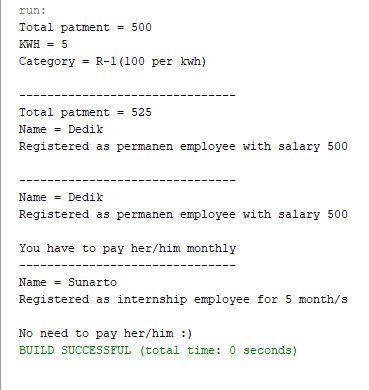 run:
Total patment = 500
KWH = 5
Category = R-1(100 per kwh)
------------------------------
Total patment = 525
Name = Dedik
Registered as permanen employee with salary 500
------------------------------
Name = Dedik
Registered as permanen employee with salary 500
You have to pay her/him monthly
------------------------------
Name = Sunarto
Registered as internship employee for 5 month/s
No need to pay her/him :)
BUILD SUCCESSFUL (total time: 0 seconds)